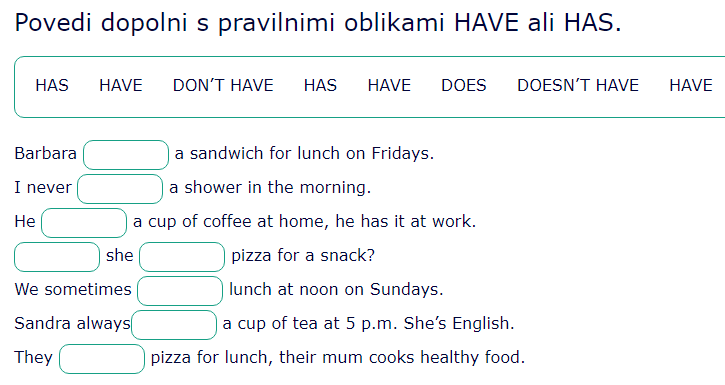 Povedi dopolni s pravilnimi oblikami HAVE ali HAS.
HAS HAVE DON'T HAVE HAS HAVE DOES DOESN'T HAVE HAVE
Barbara a sandwich for lunch on Fridays.
I never a shower in the morning.
He a cup of coffee at home, he has it at work.
she pizza for a snack?
We sometimes lunch at noon on Sundays.
Sandra always a cup of tea at 5 p.m. She’s English.
They pizza for lunch, their mum cooks healthy food.